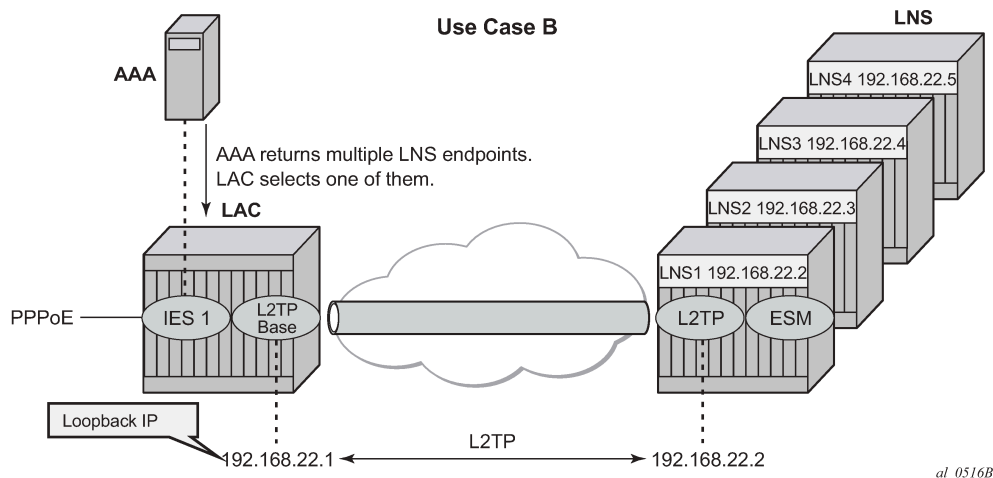 Use Case B
LNS
AAA
LNS4 192.168.22.5
LNS3 192.168.22.4
AAA returns multiple LNS endpoints.
LAC selects one of them.
LNS2 192.168.22.3
LAC
LNS1 192.168.22.2
PPPoE
IES 1
L2TP
Base
L2TP
ESM
Loopback IP
192.168.22.1
L2TP
192.168.22.2
al_0516B